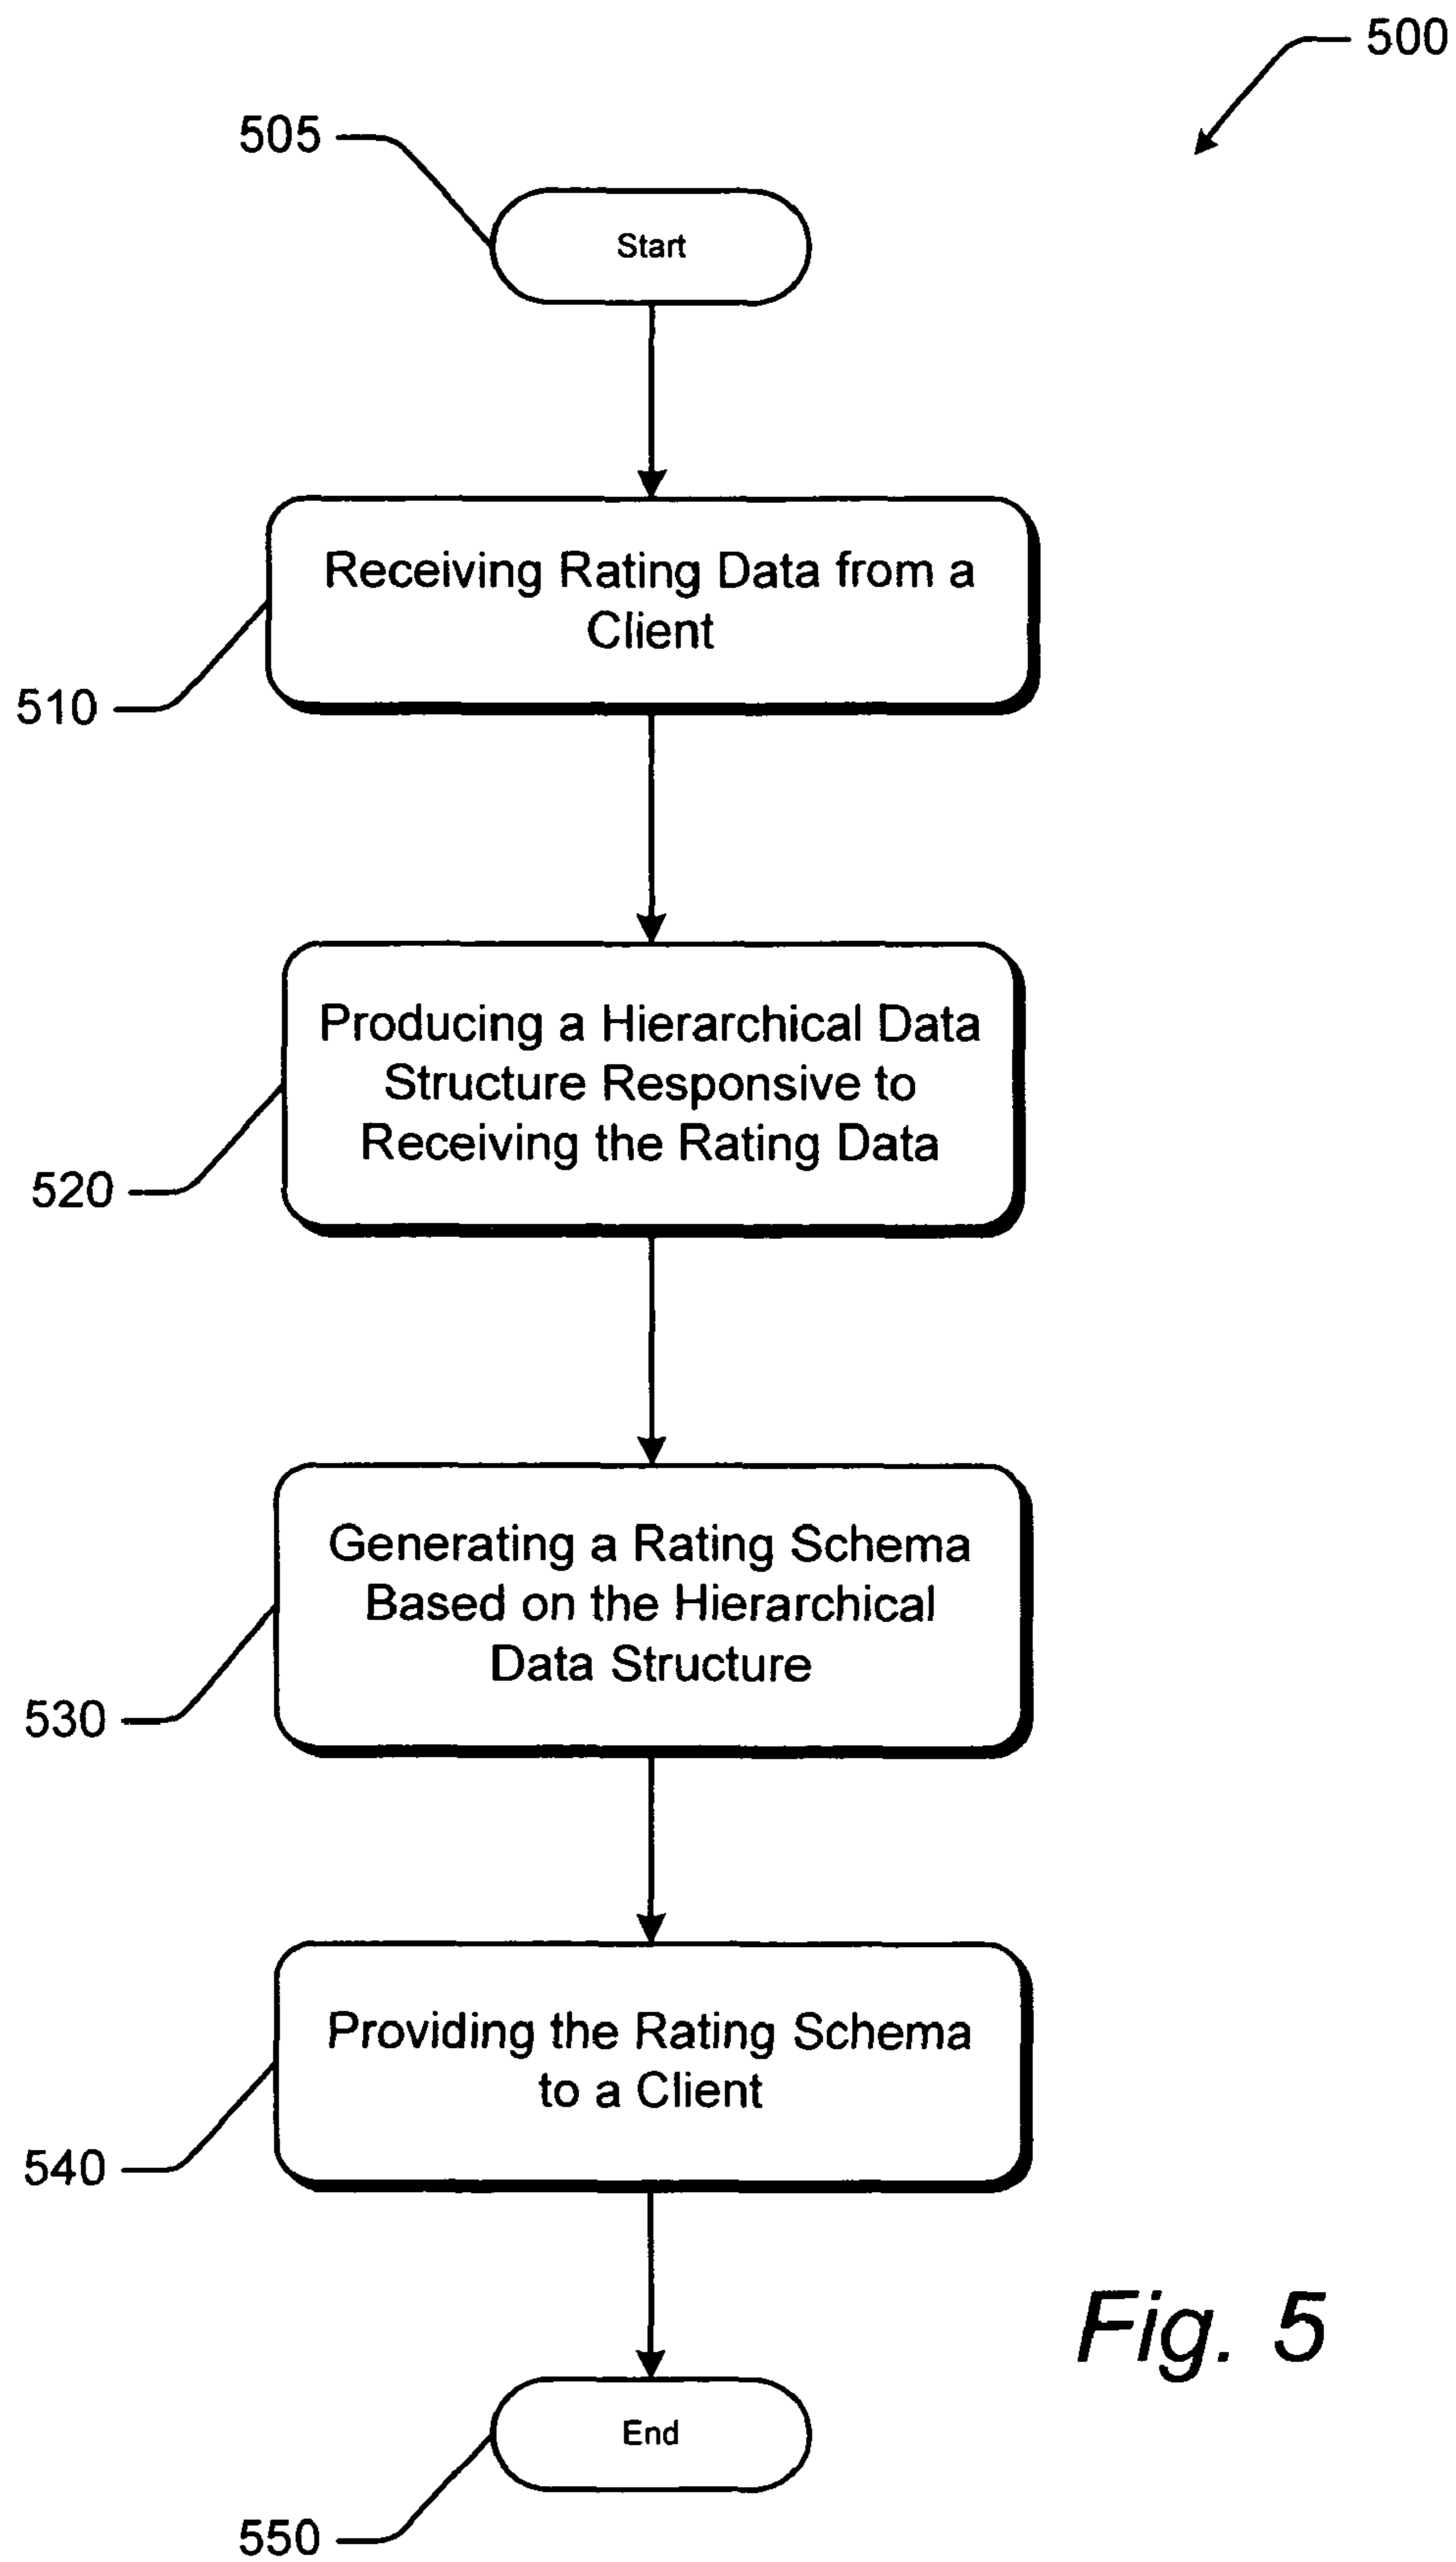 500
505
Start
Receiving Rating Data from a
Client
510
Producing a Hierarchical Data
Structure Responsive to
Receiving the Rating Data
520
Generating a Rating Schema
Based on the Hierarchical
Data Structure
530
Providing the Rating Schema
to a Client
540
Fig. 5
End
550